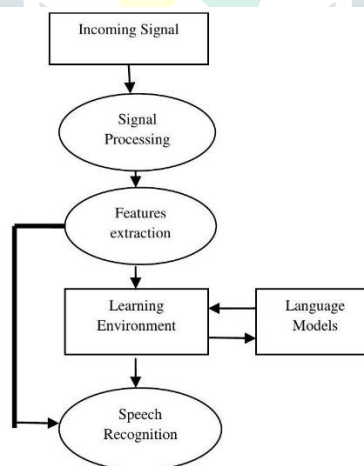 Incoming Signal
Signal
Processing
Features
extraction
Learning
Environment
Language
Models
Speech
Recognition